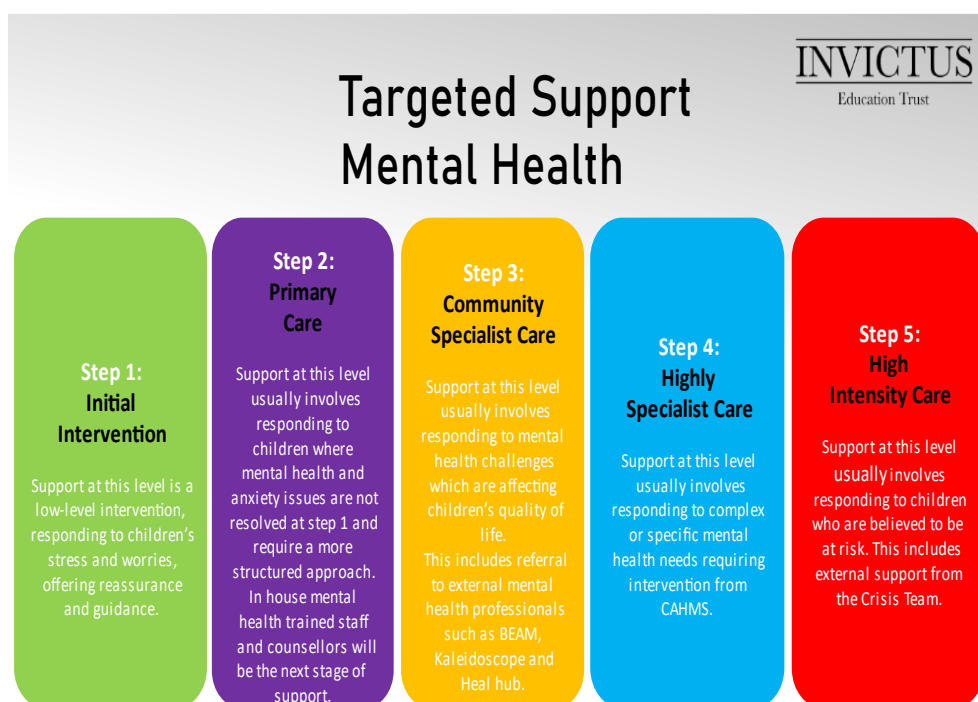 INVICTUS
Education Trust
Targeted Support
Mental Health
Step 1:
Initial
Intervention
Support at this level is a
low-level intervention,
responding to children's
stress and worries,
offering reassurance
and guidance.
Step 2:
Primary
Care
Support at this level
usually involves
responding to
children where
mental health and
anxiety issues are not
resolved at step 1 and
require a more
structured approach.
In house mental
health trained staff
and counsellors will
be the next stage of
support.
Step 3:
Community
Specialist Care
Support at this level
usually involves
responding to mental
health challenges
which are affecting
children's quality of
life.
This includes referral
to external mental
health professionals
such as BEAM,
Kaleidoscope and
Heal hub.
Step 4:
Highly
Specialist Care
Support at this level
usually involves
responding to complex
or specific mental
health needs requiring
intervention from
CAHMS.
Step 5:
High
Intensity Care
Support at this level
usually involves
responding to children
who are believed to be
at risk. This includes
external support from
the Crisis Team.